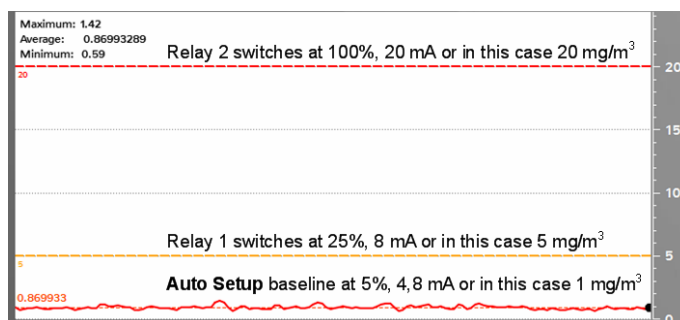 Maximum: 1.42
Average: 0.86993289
Minimum: 0.59
Relay 2 switches at 100%, 20 mA or in this case 20 mg/m³
20
20
15
10
Relay 1 switches at 25%, 8 mA or in this case 5 mg/m³
5
5
Auto Setup baseline at 5%, 4,8 mA or in this case 1 mg/m³
0.869933
0